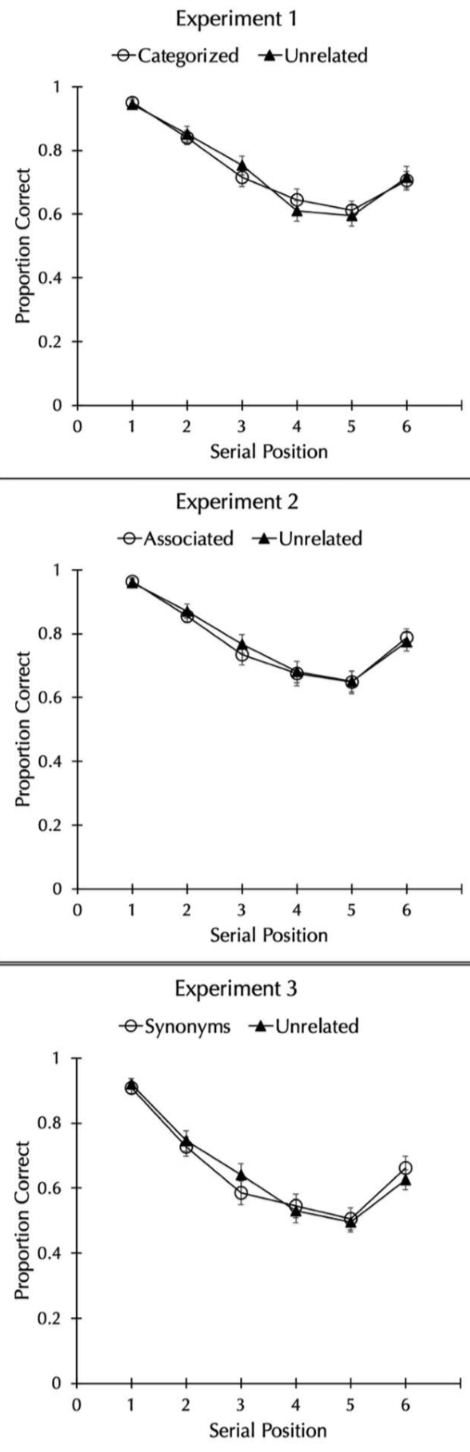 Experiment 1
Categorized Unrelated
Proportion Correct
1
0.8
0.6
0.4
0.2
0
0 1 2 3 4 5 6
Serial Position
Experiment 2
Associated Unrelated
Proportion Correct
1
0.8
0.6
0.4
0.2
0
0 1 2 3 4 5 6
Serial Position
Experiment 3
Synonyms Unrelated
Proportion Correct
1
0.8
0.6
0.4
0.2
0
0 1 2 3 4 5 6
Serial Position